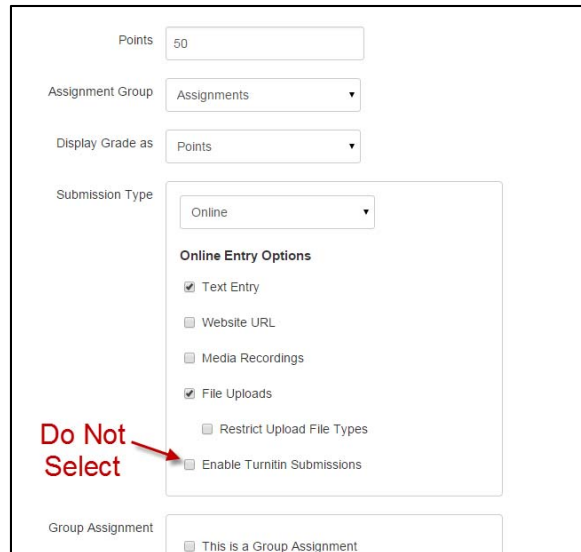 Points 50
Assignment Group Assignments
Display Grade as Points
Submission Type
Online
Online Entry Options
Text Entry
Website URL
Media Recordings
File Uploads
Restrict Upload File Types
Do Not
Select
Enable Turnitin Submissions
Group Assignment
This is a Group Assignment